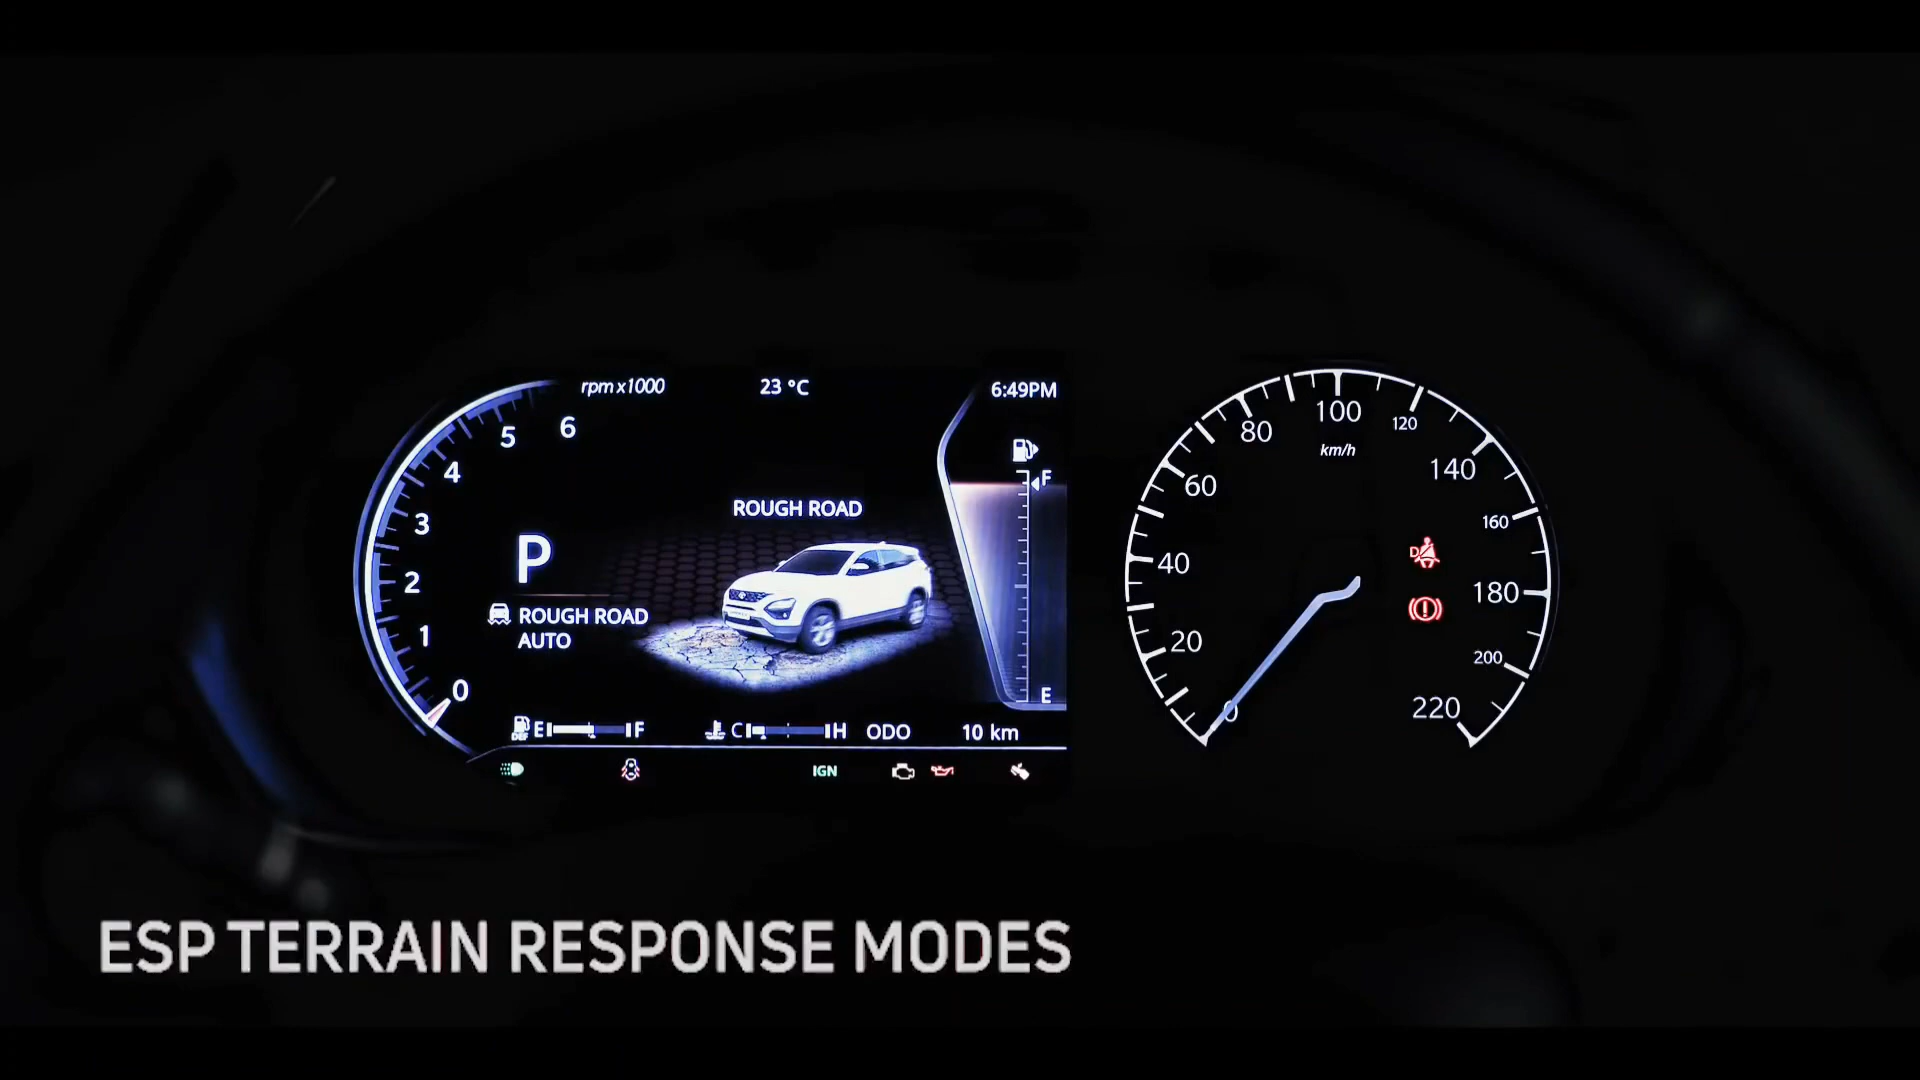 rpm x1000
23 °C
6:49PM
6
5
4
3
2
1
0
F
E
ROUGH ROAD
P
ROUGH ROAD
AUTO
DEF
E F
C H
ODO 10 km
IGN
0
20
40
60
80
100
120
140
160
180
200
220
km/h
D
ESP TERRAIN RESPONSE MODES